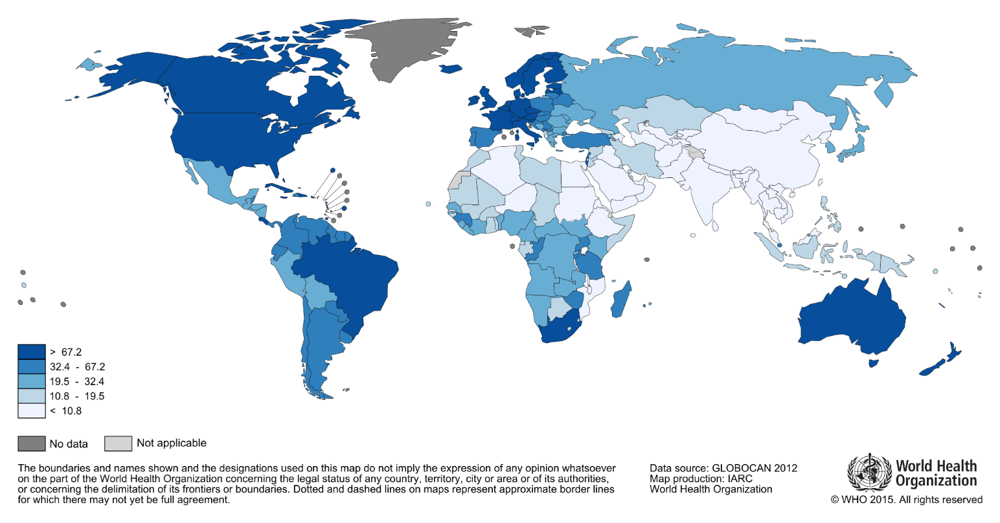 > 67.2
32.4 - 67.2
19.5 - 32.4
10.8 - 19.5
< 10.8
No data
Not applicable
The boundaries and names shown and the designations used on this map do not imply the expression of any opinion whatsoever
on the part of the World Health Organization concerning the legal status of any country, territory, city or area or of its authorities,
or concerning the delimitation of its frontiers or boundaries. Dotted and dashed lines on maps represent approximate border lines
for which there may not yet be full agreement.
Data source: GLOBOCAN 2012
Map production: IARC
World Health Organization
World Health
Organization
© WHO 2015. All rights reserved